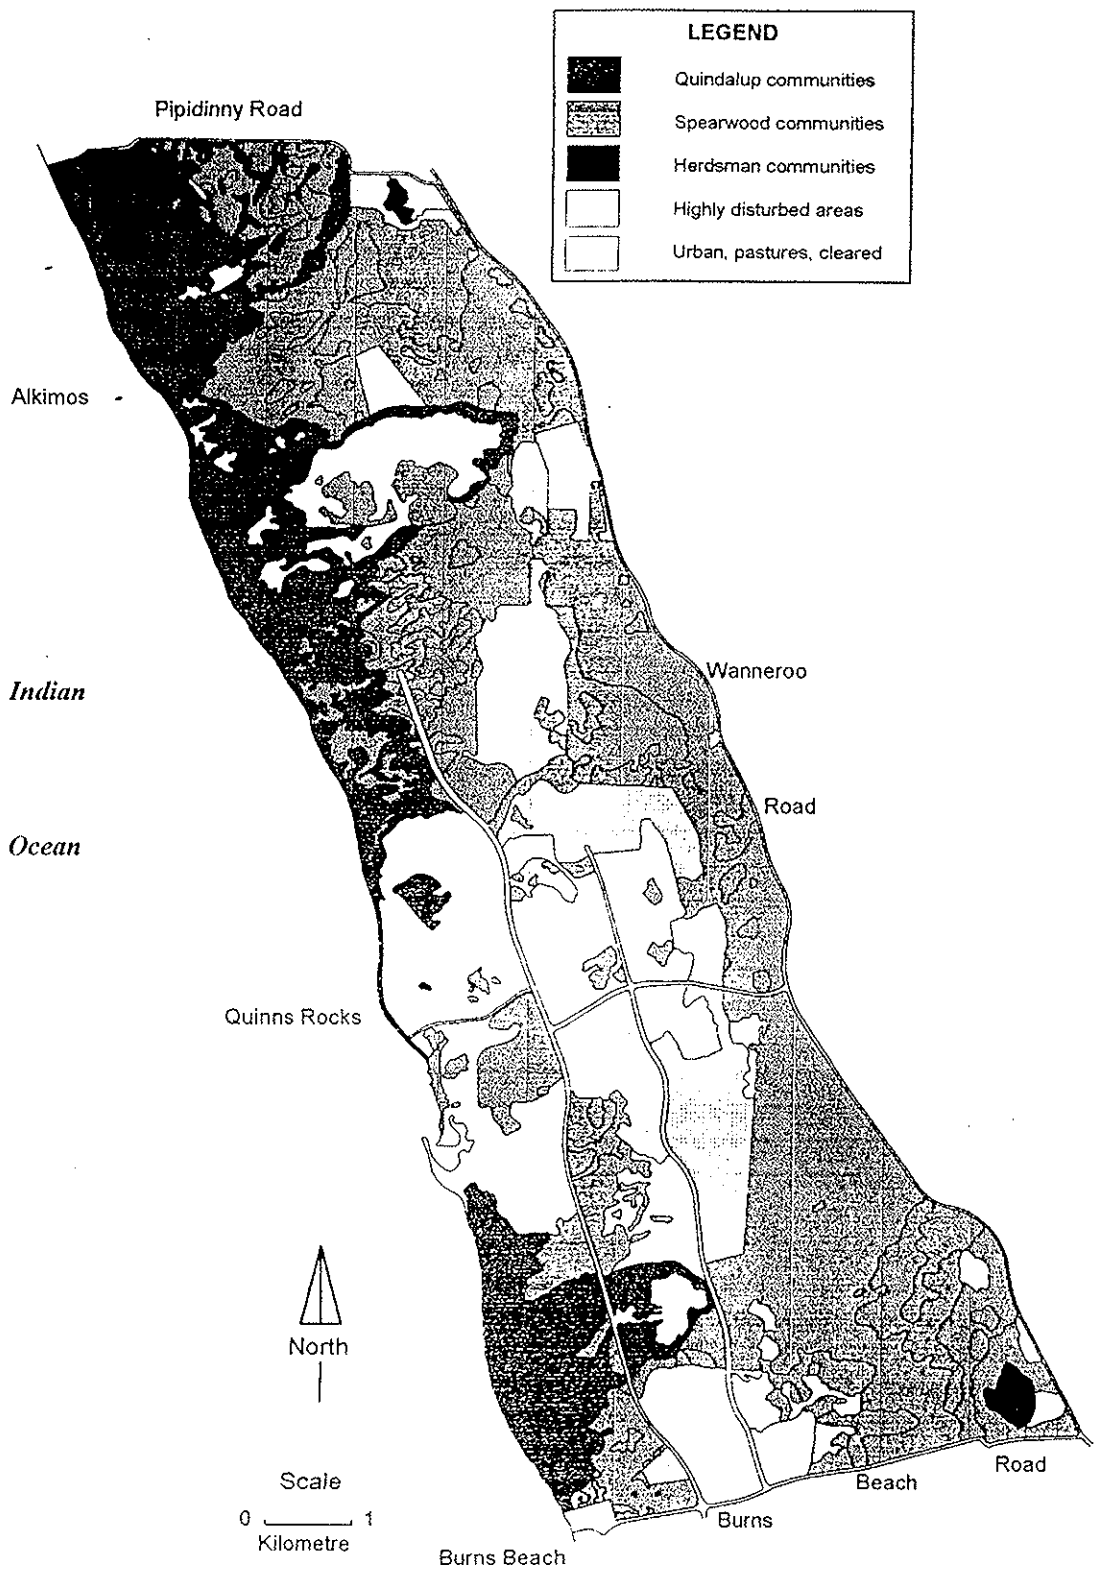 LEGEND
Quindalup communities
Spearwood communities
Herdsman communities
Highly disturbed areas
Urban, pastures, cleared
Pipidinny Road
Alkimos
Indian
Wanneroo
Road
Ocean
Quinns Rocks
North
Scale
0 1
Kilometre
Burns Beach
Burns
Beach
Road